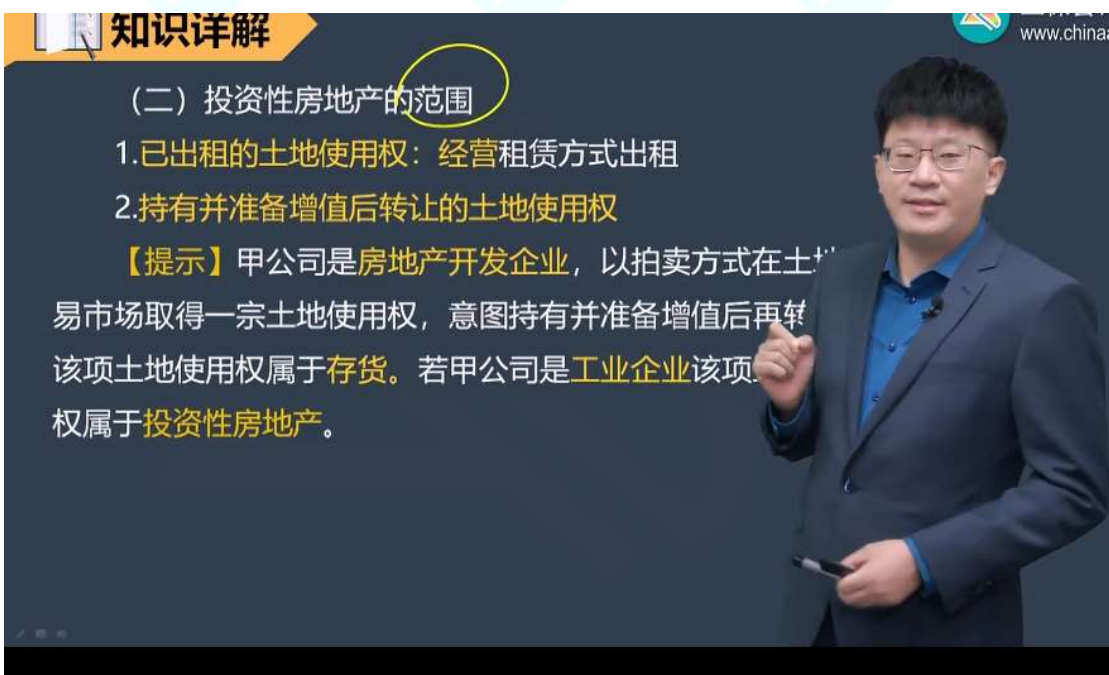 知识详解
www.chinaa
（二）投资性房地产的范围
1.已出租的土地使用权：经营租赁方式出租
2.持有并准备增值后转让的土地使用权
【提示】甲公司是房地产开发企业，以拍卖方式在土
易市场取得一宗土地使用权，意图持有并准备增值后再转
该项土地使用权属于存货。若甲公司是工业企业该项
权属于投资性房地产。